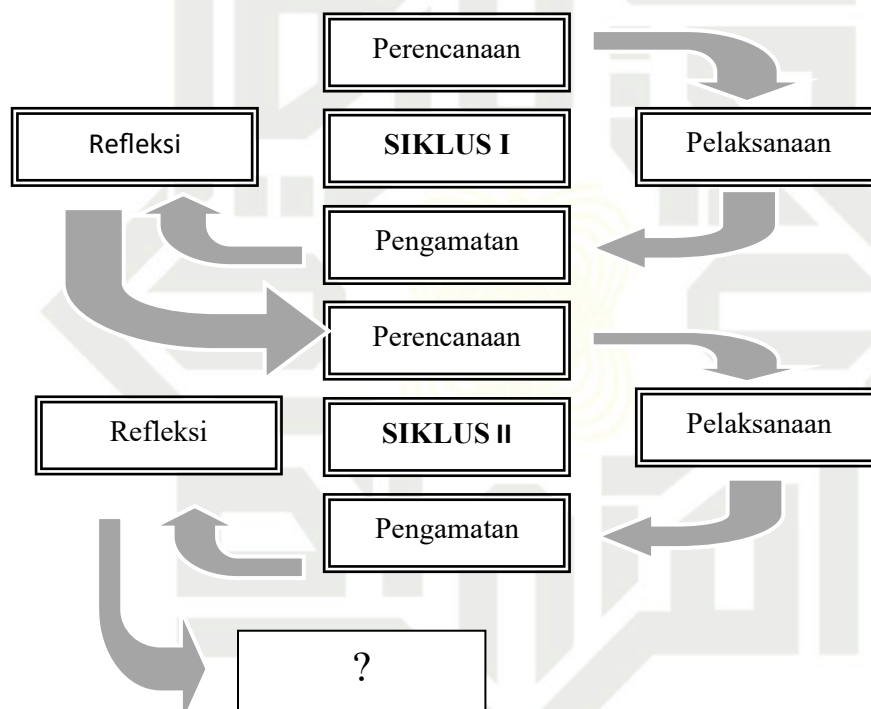 Perencanaan
Refleksi
SIKLUS I
Pelaksanaan
Pengamatan
Perencanaan
Refleksi
SIKLUS II
Pelaksanaan
Pengamatan
?